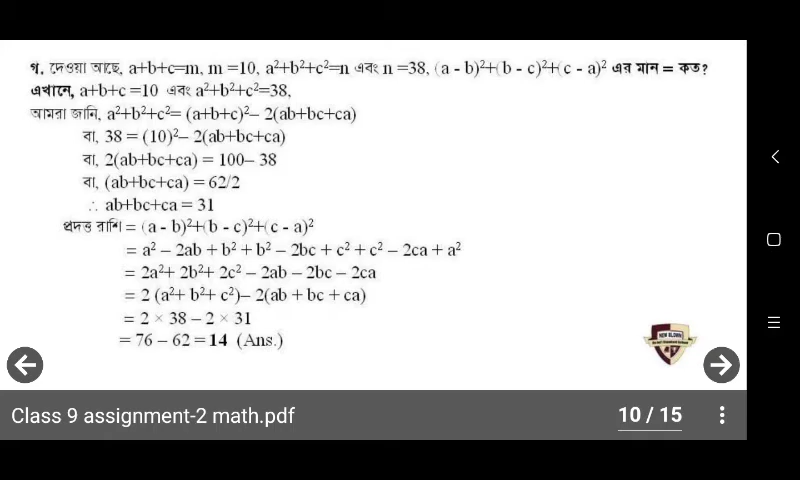 গ. দেওয়া আছে, a+b+c=m, m =10, a²+b²+c²=n এবং n =38, (a - b)²+(b - c)²+(c - a)² এর মান = কত?
এখানে, a+b+c =10 এবং a²+b²+c²=38,
আমরা জানি, a²+b²+c²= (a+b+c)²– 2(ab+bc+ca)
বা, 38 = (10)²– 2(ab+bc+ca)
বা, 2(ab+bc+ca) = 100– 38
বা, (ab+bc+ca) = 62/2
∴ ab+bc+ca = 31
প্রদত্ত রাশি = (a - b)²+(b - c)²+(c - a)²
= a² – 2ab + b² + b² – 2bc + c² + c² – 2ca + a²
= 2a²+ 2b²+ 2c² – 2ab – 2bc – 2ca
= 2 (a²+ b²+ c²)– 2(ab + bc + ca)
= 2 × 38 – 2 × 31
= 76 – 62 = 14 (Ans.)
Class 9 assignment-2 math.pdf
10 / 15